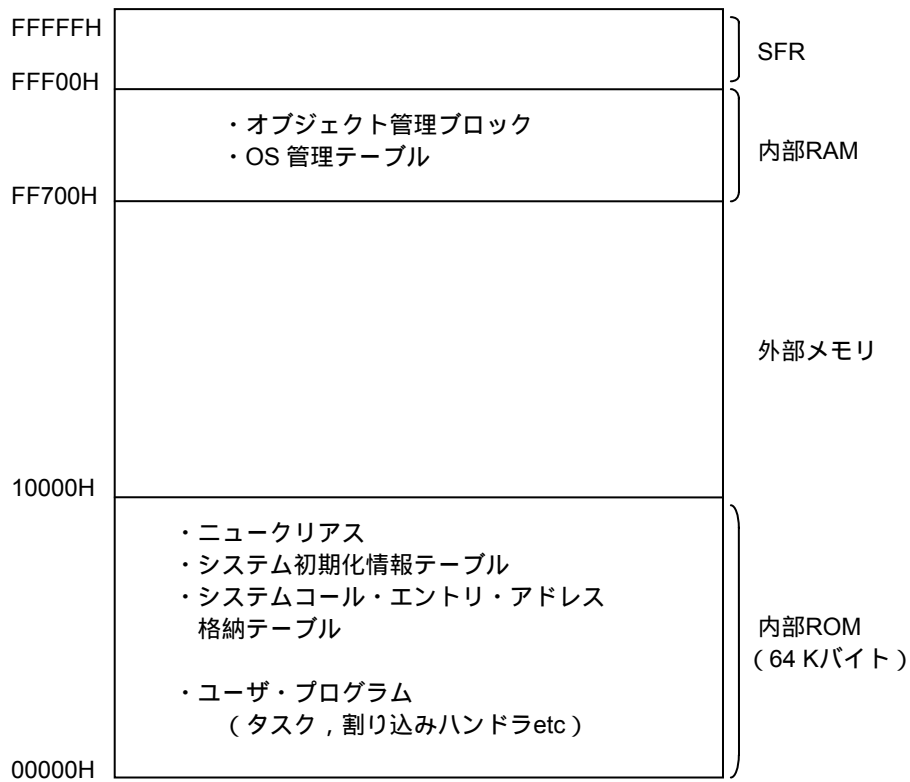 FFFFFH
SFR
FFF00H
・オブジェクト管理ブロック
・OS 管理テーブル
内部RAM
FF700H
外部メモリ
10000H
・ニュークリアス
・システム初期化情報テーブル
・システムコール・エントリ・アドレス
格納テーブル
内部ROM
（64 Kバイト）
・ユーザ・プログラム
（タスク，割り込みハンドラetc）
00000H